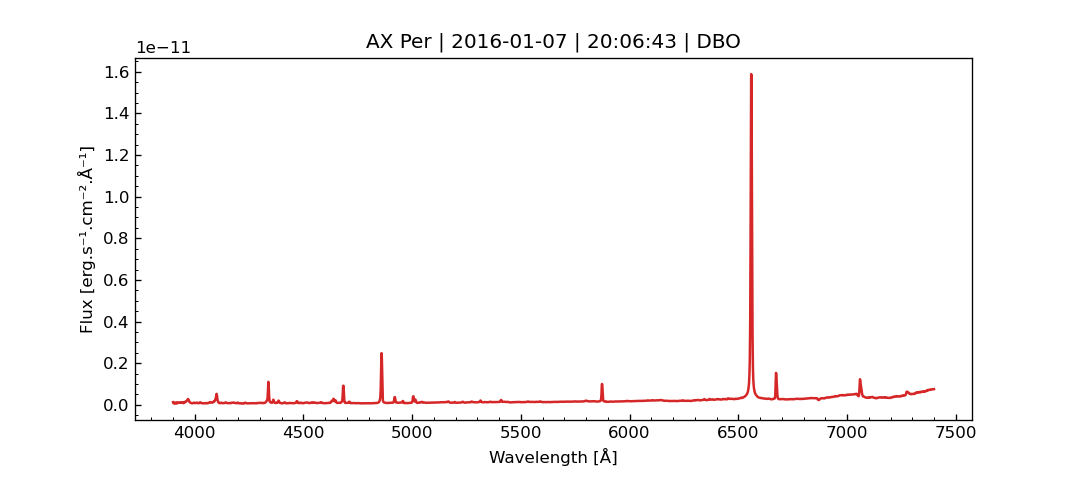 AX Per | 2016-01-07 | 20:06:43 | DBO
1e−11
1.6
1.4
1.2
1.0
0.8
0.6
0.4
0.2
0.0
Flux [erg.s⁻¹.cm⁻².Å⁻¹]
4000 4500 5000 5500 6000 6500 7000 7500
Wavelength [Å]